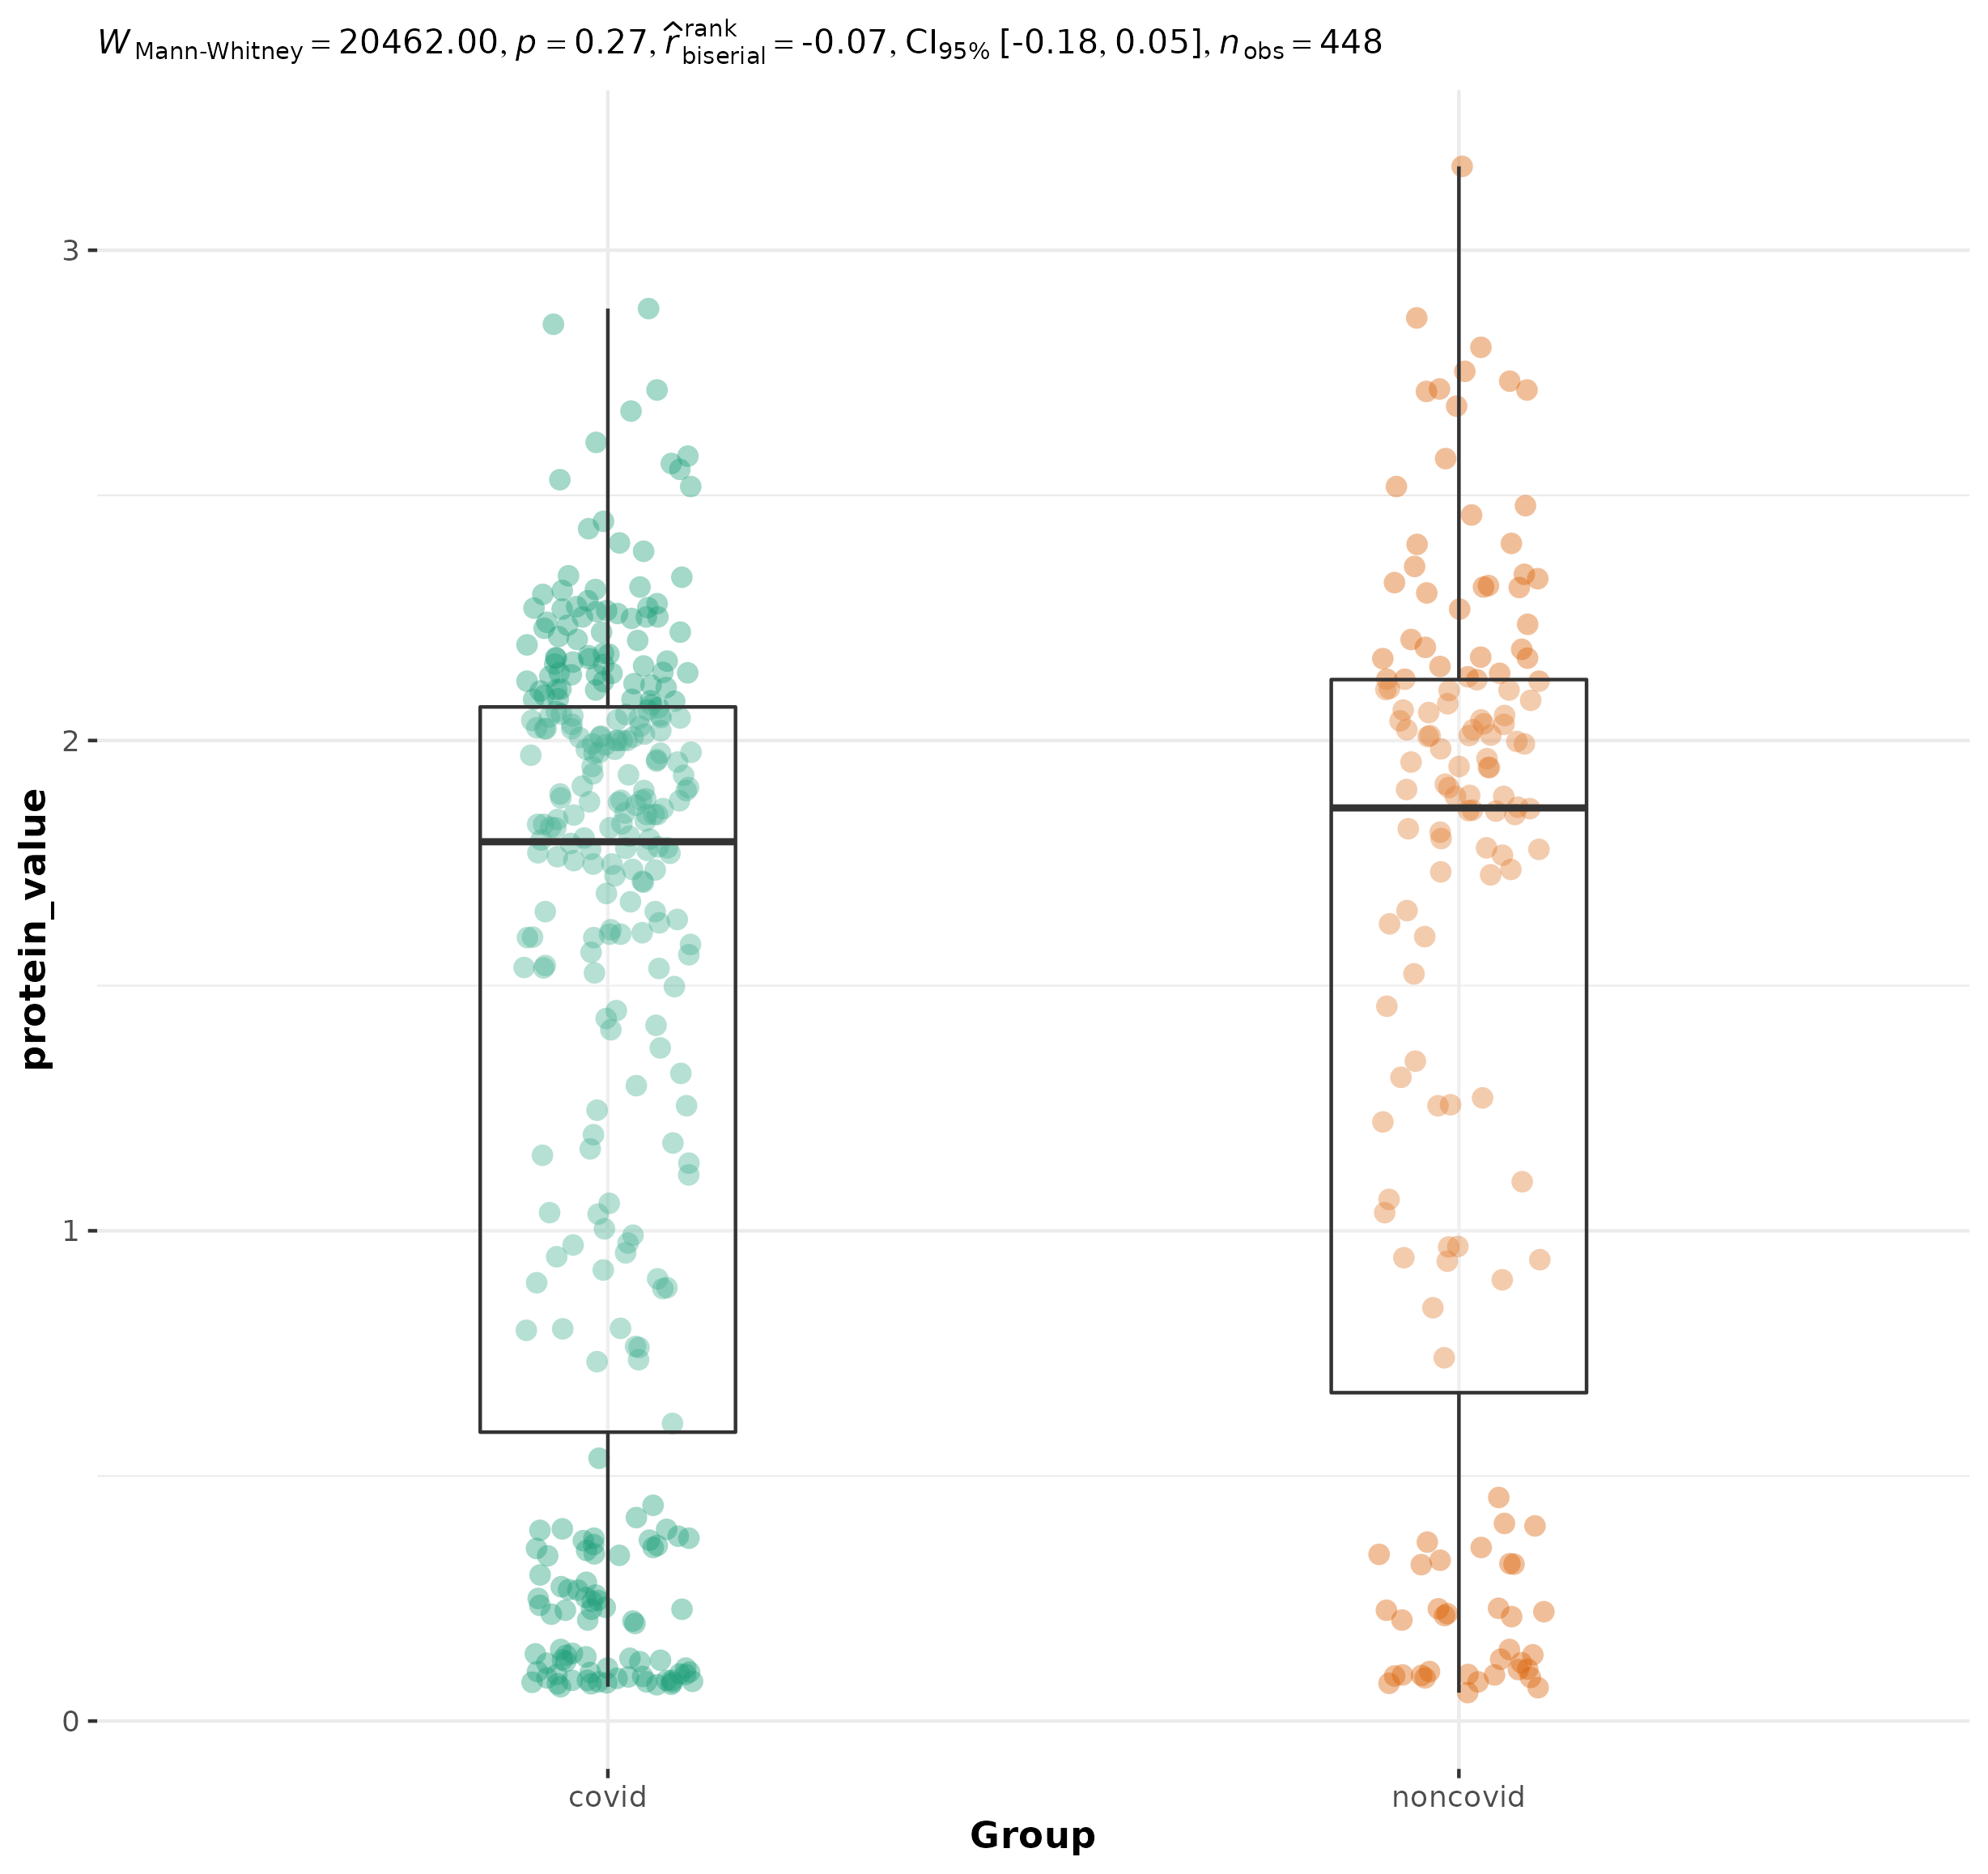 W Mann-Whitney = 20462.00, p = 0.27, r̂ rank biserial = -0.07, CI95% [-0.18, 0.05], n obs = 448
3
2
1
0
protein_value
covid noncovid
Group